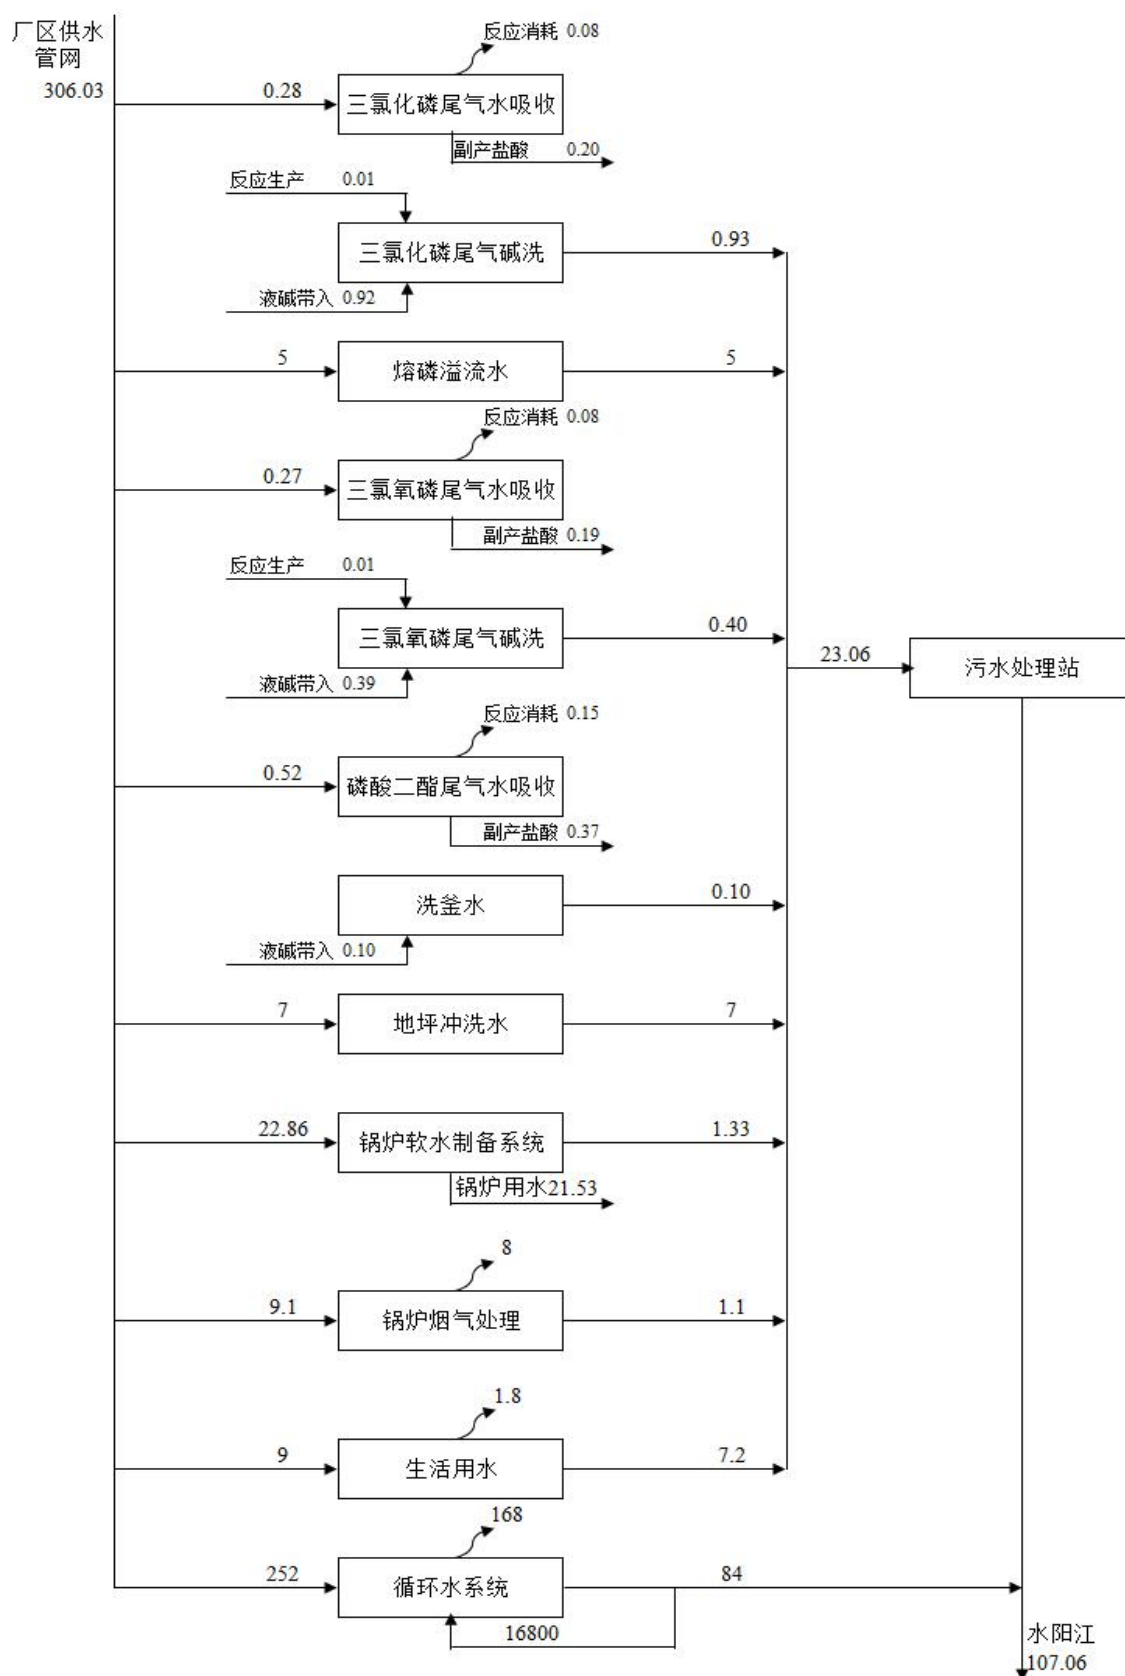 厂区供水
管网
306.03
反应消耗 0.08
0.28
三氯化磷尾气水吸收
副产盐酸 0.20
反应生产 0.01
三氯化磷尾气碱洗
0.93
液碱带入 0.92
5
熔磷溢流水
5
反应消耗 0.08
0.27
三氯氧磷尾气水吸收
副产盐酸 0.19
反应生产 0.01
三氯氧磷尾气碱洗
0.40
液碱带入 0.39
23.06
污水处理站
反应消耗 0.15
0.52
磷酸二酯尾气水吸收
副产盐酸 0.37
洗釜水
0.10
液碱带入 0.10
7
地坪冲洗水
7
22.86
锅炉软水制备系统
1.33
锅炉用水21.53
8
9.1
锅炉烟气处理
1.1
1.8
9
生活用水
7.2
168
252
循环水系统
84
16800
水阳江
107.06